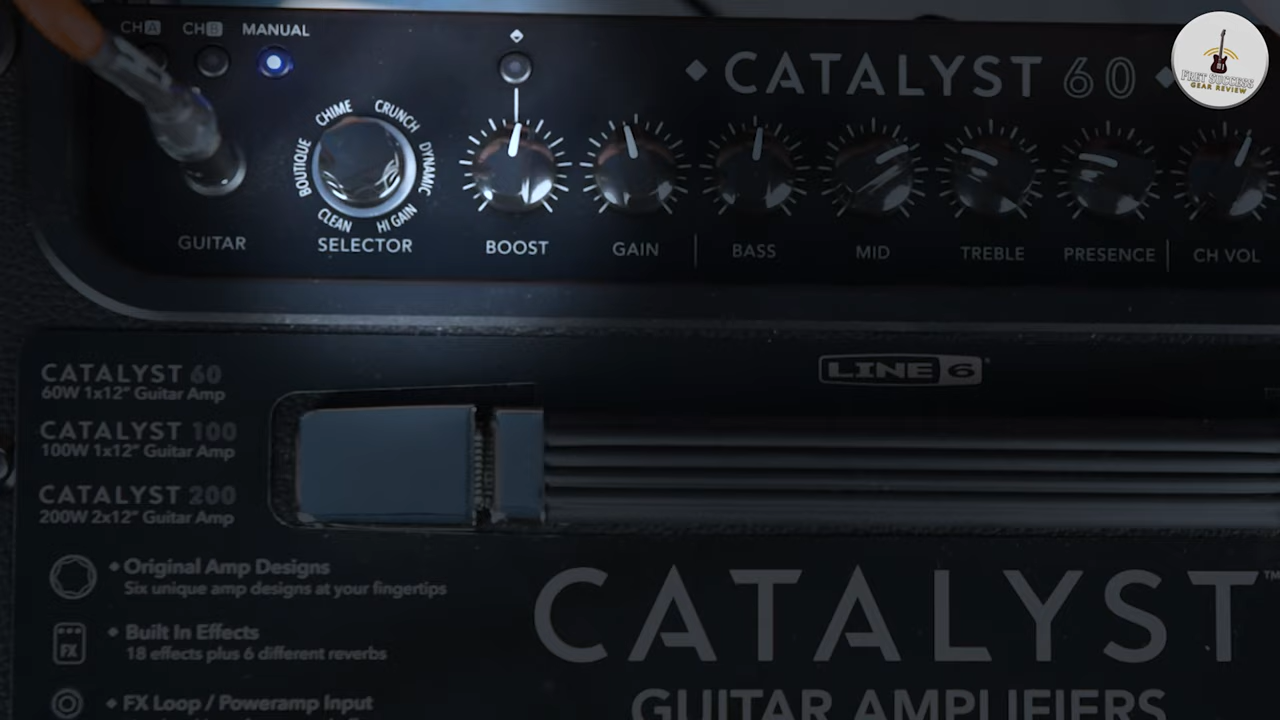 CH A CH B MANUAL
CATALYST 60
FRET SUCCESS
GEAR REVIEW
BOUTIQUE CHIME CRUNCH DYNAMIC HI GAIN CLEAN
GUITAR SELECTOR BOOST GAIN BASS MID TREBLE PRESENCE CH VOL
LINE 6
CATALYST 60
60W 1x12" Guitar Amp
CATALYST 100
100W 1x12" Guitar Amp
CATALYST 200
200W 2x12" Guitar Amp
Original Amp Designs
Six unique amp designs at your fingertips
Built In Effects
FX
18 effects plus 6 different reverbs
FX Loop / Poweramp Input
CATALYST™
GUITAR AMPLIFIERS